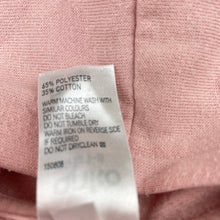 65% POLYESTER
35% COTTON
WARM MACHINE WASH WITH
SIMILAR COLOURS
DO NOT BLEACH
DO NOT TUMBLE DRY
WARM IRON ON REVERSE SIDE
IF REQUIRED
DO NOT DRYCLEAN
150808